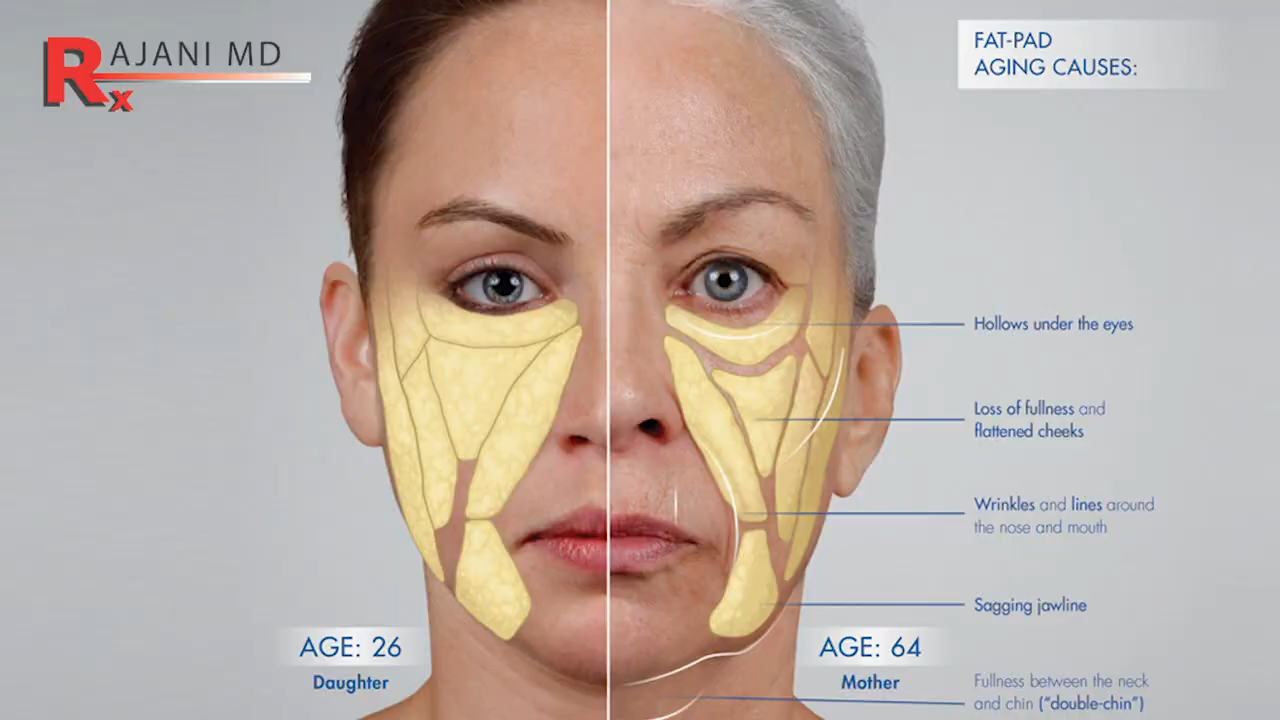 RAJANI MD
Rx
FAT-PAD
AGING CAUSES:
Hollows under the eyes
Loss of fullness and
flattened cheeks
Wrinkles and lines around
the nose and mouth
Sagging jawline
AGE: 26
Daughter
AGE: 64
Mother
Fullness between the neck
and chin ("double-chin")